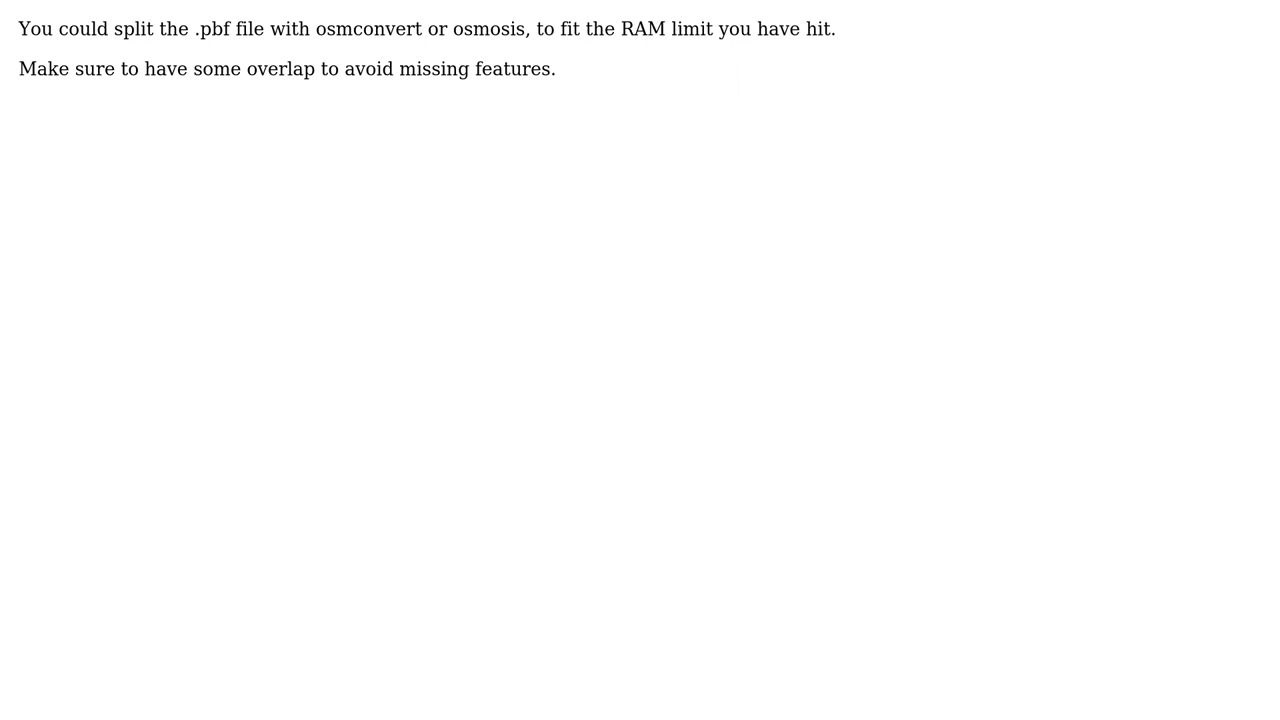 You could split the .pbf file with osmconvert or osmosis, to fit the RAM limit you have hit.
Make sure to have some overlap to avoid missing features.